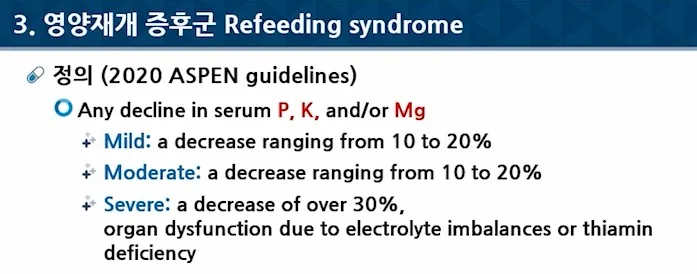 3. 영양재개 증후군 Refeeding syndrome
정의 (2020 ASPEN guidelines)
Any decline in serum P, K, and/or Mg
Mild: a decrease ranging from 10 to 20%
Moderate: a decrease ranging from 10 to 20%
Severe: a decrease of over 30%,
organ dysfunction due to electrolyte imbalances or thiamin
deficiency